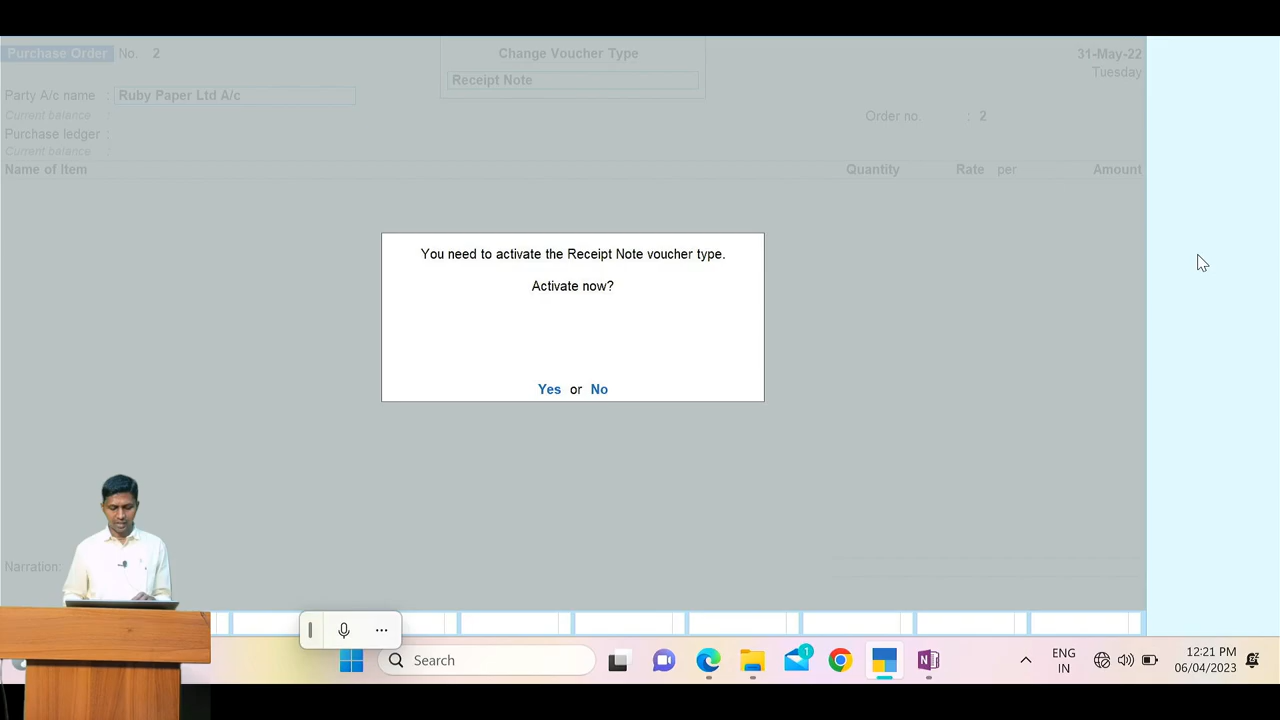 Purchase Order No. 2
Change Voucher Type
31-May-22
Receipt Note
Tuesday
Party A/c name : Ruby Paper Ltd A/c
Current balance :
Order no. : 2
Purchase ledger :
Current balance :
Name of Item Quantity Rate per Amount
You need to activate the Receipt Note voucher type.
Activate now?
Yes or No
Narration:
Search
1
N
ENG
IN
12:21 PM
06/04/2023